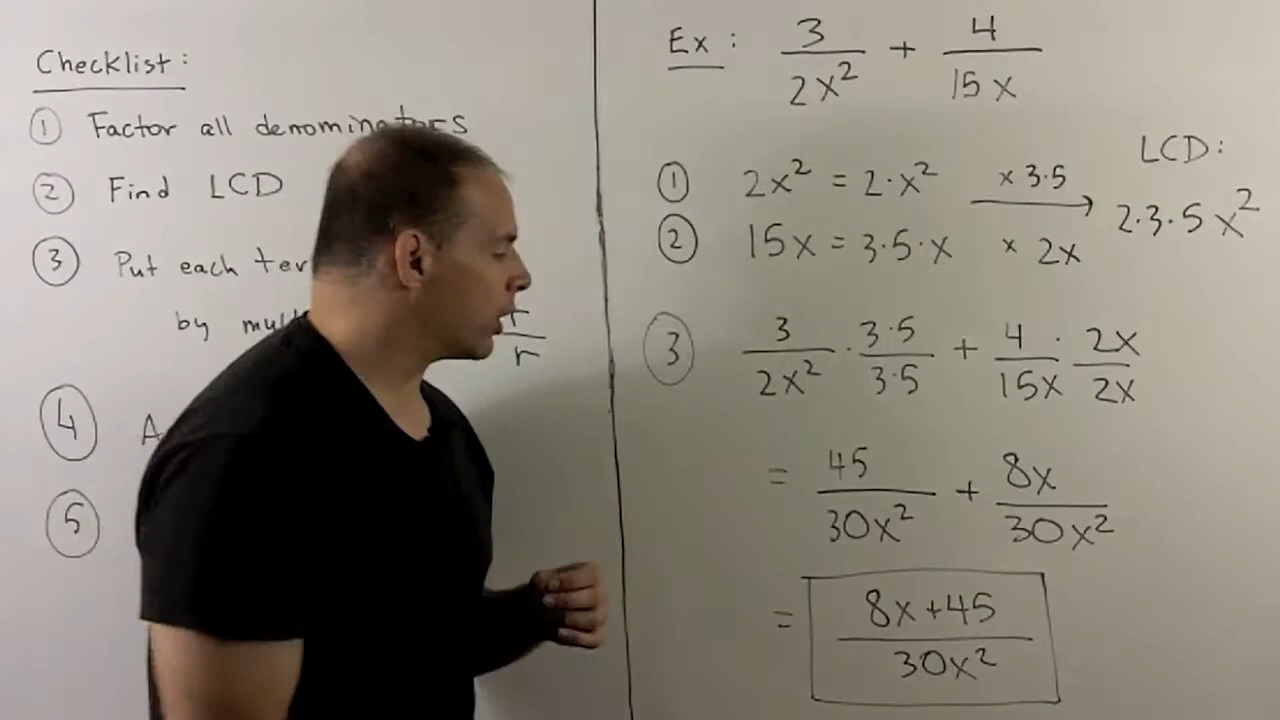 Checklist:
① Factor all denominators
② Find LCD
③ Put each
by
r/r
④
⑤
Ex: 3/2x² + 4/15x
LCD:
① 2x² = 2·x² x 3·5
② 15x = 3·5·x x 2x
2·3·5x²
③ 3/2x² · 3·5/3·5 + 4/15x · 2x/2x
= 45/30x² + 8x/30x²
= 8x+45/30x²